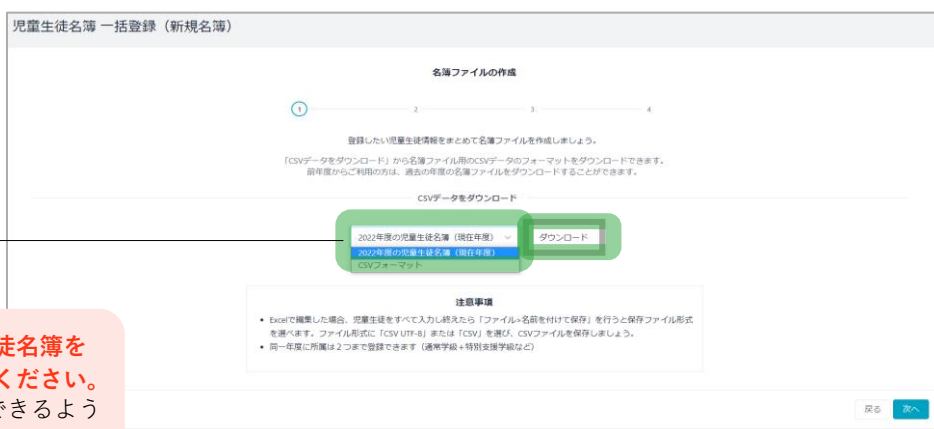 児童生徒名簿 一括登録（新規名簿）
名簿ファイルの作成
1 2 3 4
登録したい児童生徒情報をまとめて名簿ファイルを作成しましょう。
「CSVデータをダウンロード」から名簿ファイル用のCSVデータのフォーマットをダウンロードできます。
前年度からご利用の方は、過去の年度の名簿ファイルをダウンロードすることができます。
CSVデータをダウンロード
2022年度の児童生徒名簿（現在年度） ダウンロード
2022年度の児童生徒名簿（現在年度）
CSVフォーマット
注意事項
• Excelで編集した場合、児童生徒をすべて入力し終えたら「ファイル>名前を付けて保存」を行うと保存ファイル形式
を選べます。ファイル形式に「CSV UTF-8」または「CSV」を選び、CSVファイルを保存しましょう。
• 同一年度に所属は２つまで登録できます（通常学級+特別支援学級など）
徒名簿を
ください。
できるよう
戻る 次へ